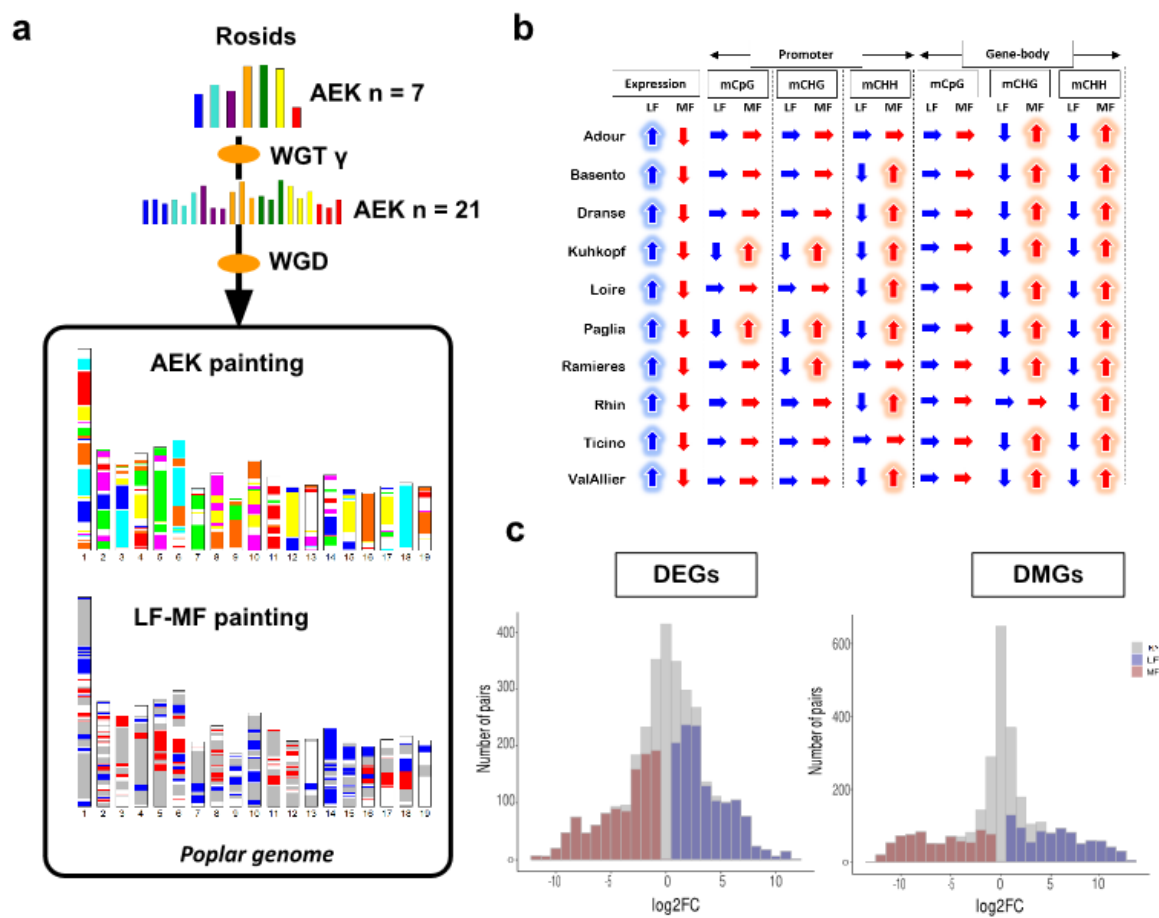 a
Rosids
AEK n = 7
WGT γ
AEK n = 21
WGD
AEK painting
1 2 3 4 5 6 7 8 9 10 11 12 13 14 15 16 17 18 19
LF-MF painting
1 2 3 4 5 6 7 8 9 10 11 12 13 14 15 16 17 18 19
Poplar genome
b
Promoter Gene-body
Expression mCpG mCHG mCHH mCpG mCHG mCHH
LF MF LF MF LF MF LF MF LF MF LF MF LF MF
Adour
Basento
Dranse
Kuhkopf
Loire
Paglia
Ramieres
Rhin
Ticino
ValAllier
c
DEGs
Number of pairs
400
300
200
100
0
-10 -5 0 5 10
log2FC
DMGs
Number of pairs
600
400
200
0
-10 -5 0 5 10
log2FC
LF
MF